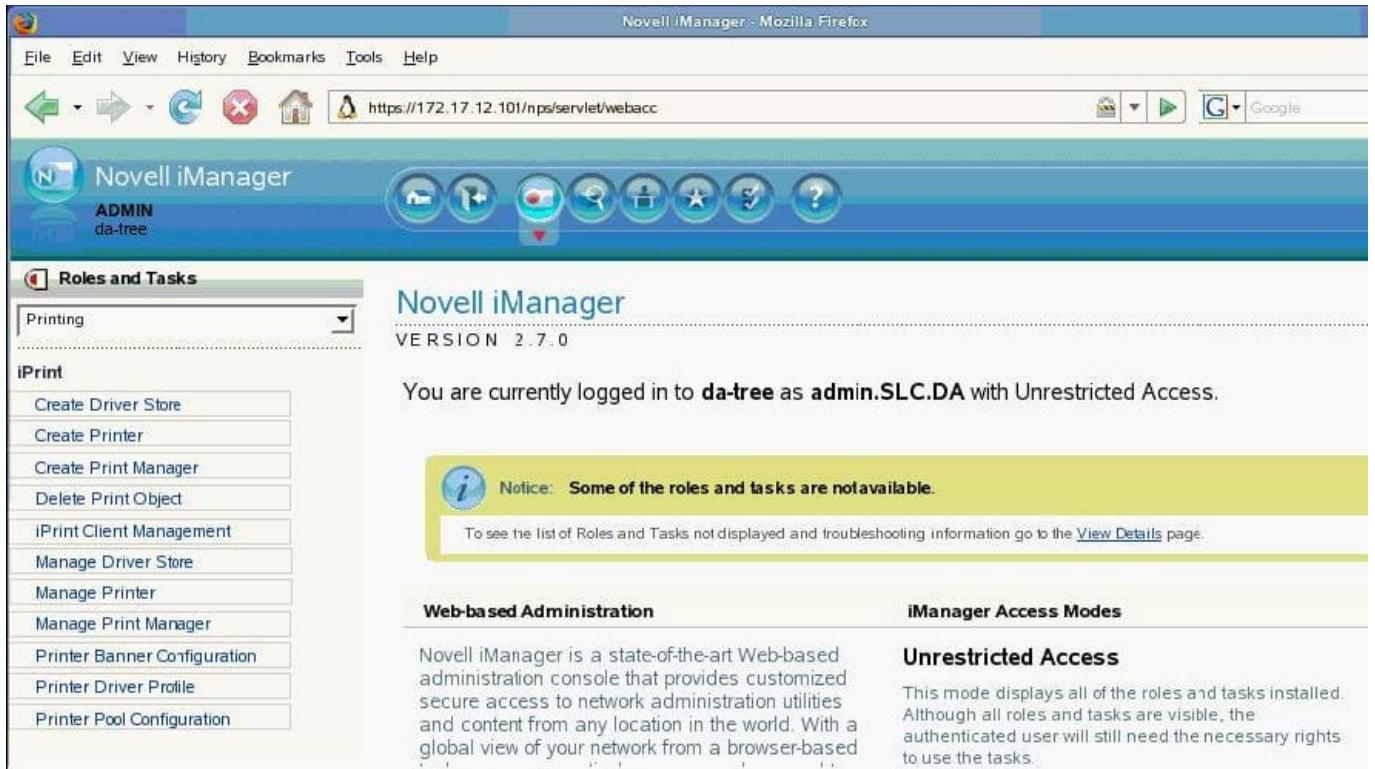 Novell iManager - Mozilla Firefox
File Edit View History Bookmarks Tools Help
https://172.17.12.101/nps/servlet/webacc
G Google
N
Novell iManager
ADMIN
da-tree
?
Roles and Tasks
Printing
iPrint
Create Driver Store
Create Printer
Create Print Manager
Delete Print Object
iPrint Client Management
Manage Driver Store
Manage Printer
Manage Print Manager
Printer Banner Configuration
Printer Driver Profile
Printer Pool Configuration
Novell iManager
VERSION 2.7.0
You are currently logged in to da-tree as admin.SLC.DA with Unrestricted Access.
i
Notice: Some of the roles and tasks are not available.
To see the list of Roles and Tasks not displayed and troubleshooting information go to the View Details page.
Web-based Administration
Novell iManager is a state-of-the-art Web-based
administration console that provides customized
secure access to network administration utilities
and content from any location in the world. With a
global view of your network from a browser-based
iManager Access Modes
Unrestricted Access
This mode displays all of the roles and tasks installed.
Although all roles and tasks are visible, the
authenticated user will still need the necessary rights
to use the tasks.